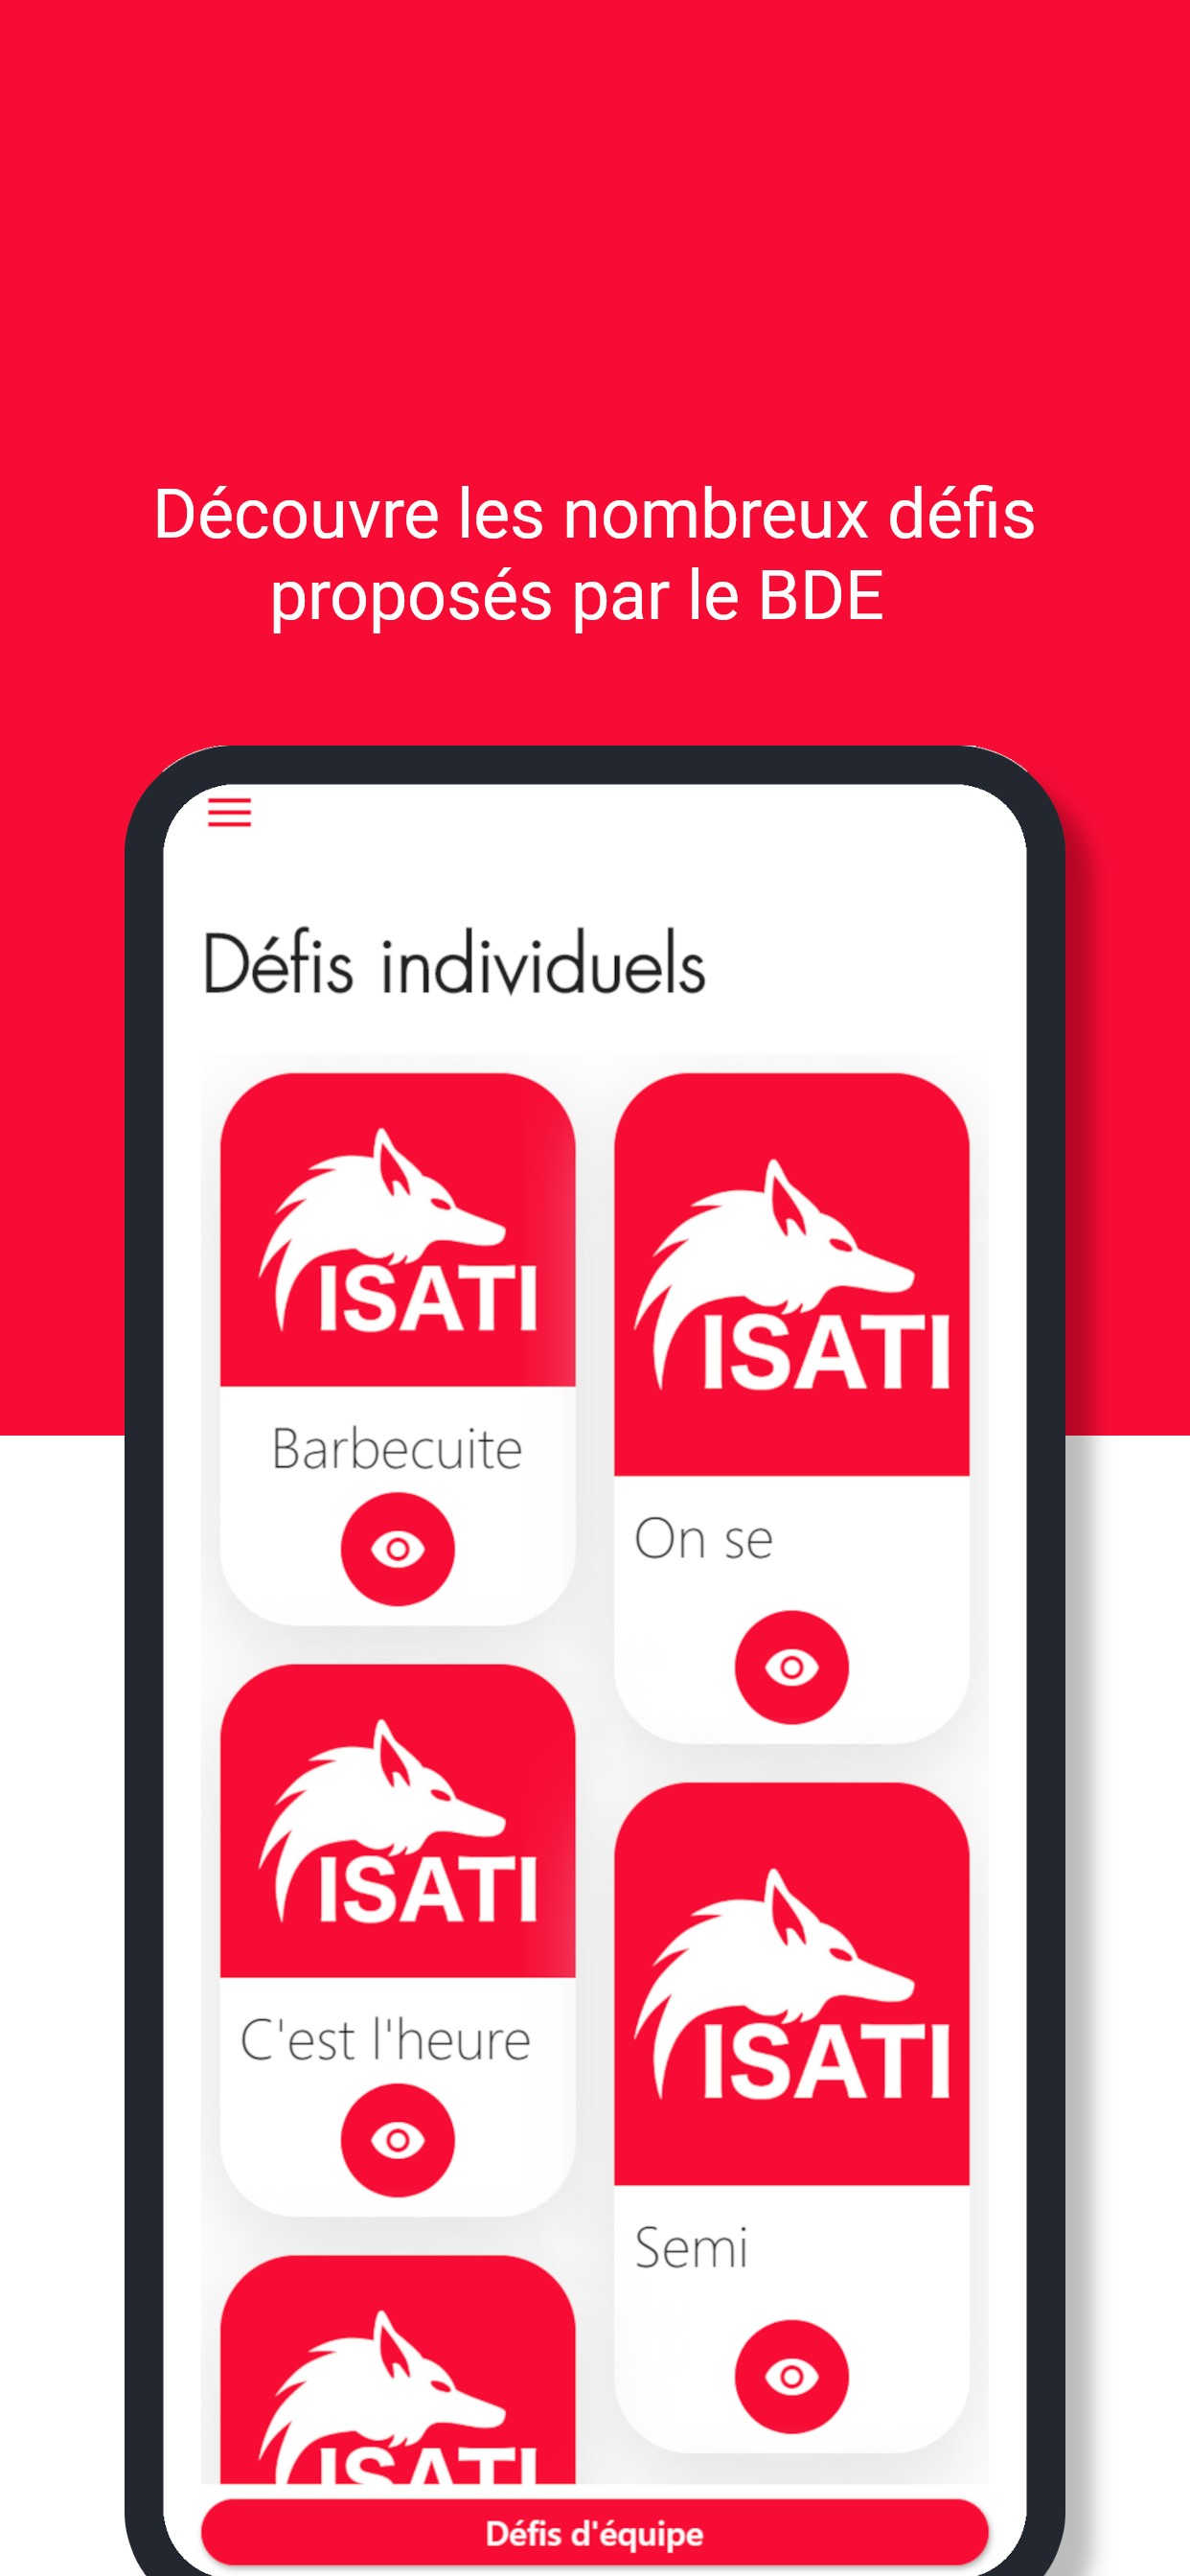 Découvre les nombreux défis
proposés par le BDE
Défis individuels
ISATI
Barbecuite
ISATI
On se
ISATI
C'est l'heure
ISATI
Semi
ISATI
Défis d'équipe